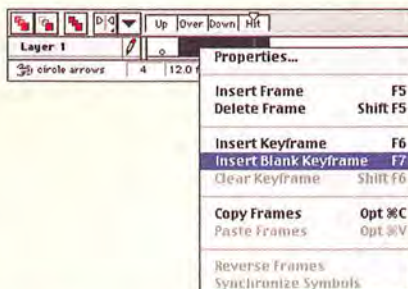 Up Over Down Hit
Layer 1
circle arrows 4 12.0 f
Properties...
Insert Frame F5
Delete Frame Shift F5
Insert Keyframe F6
Insert Blank Keyframe F7
Clear Keyframe Shift F6
Copy Frames Opt ⌘C
Paste Frames Opt ⌘V
Reverse Frames
Synchronize Symbols